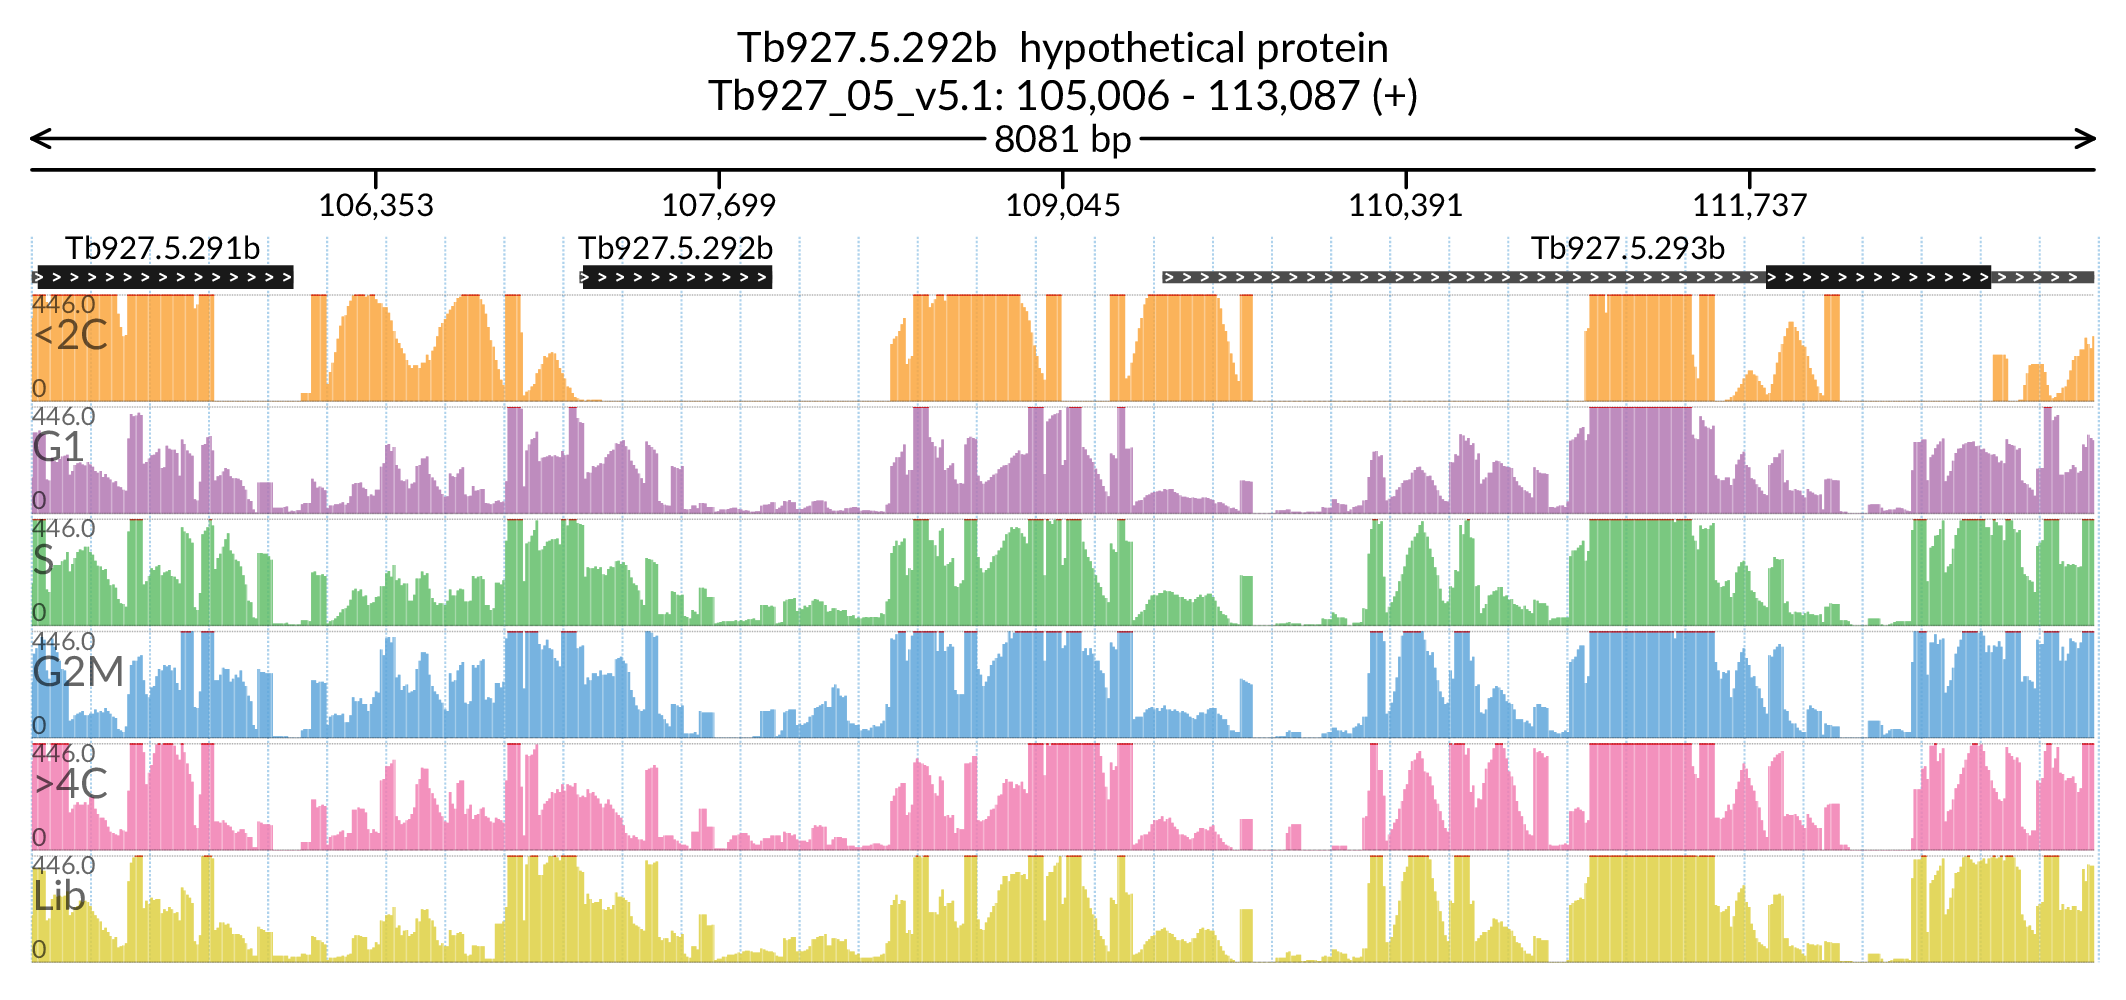 Tb927.5.292b  hypothetical protein
Tb927_05_v5.1: 105,006 - 113,087 (+)
8081 bp
106,353 107,699 109,045 110,391 111,737
Tb927.5.291b Tb927.5.292b Tb927.5.293b
446.0
<2C
0
446.0
G1
0
446.0
S
0
446.0
G2M
0
446.0
>4C
0
446.0
Lib
0